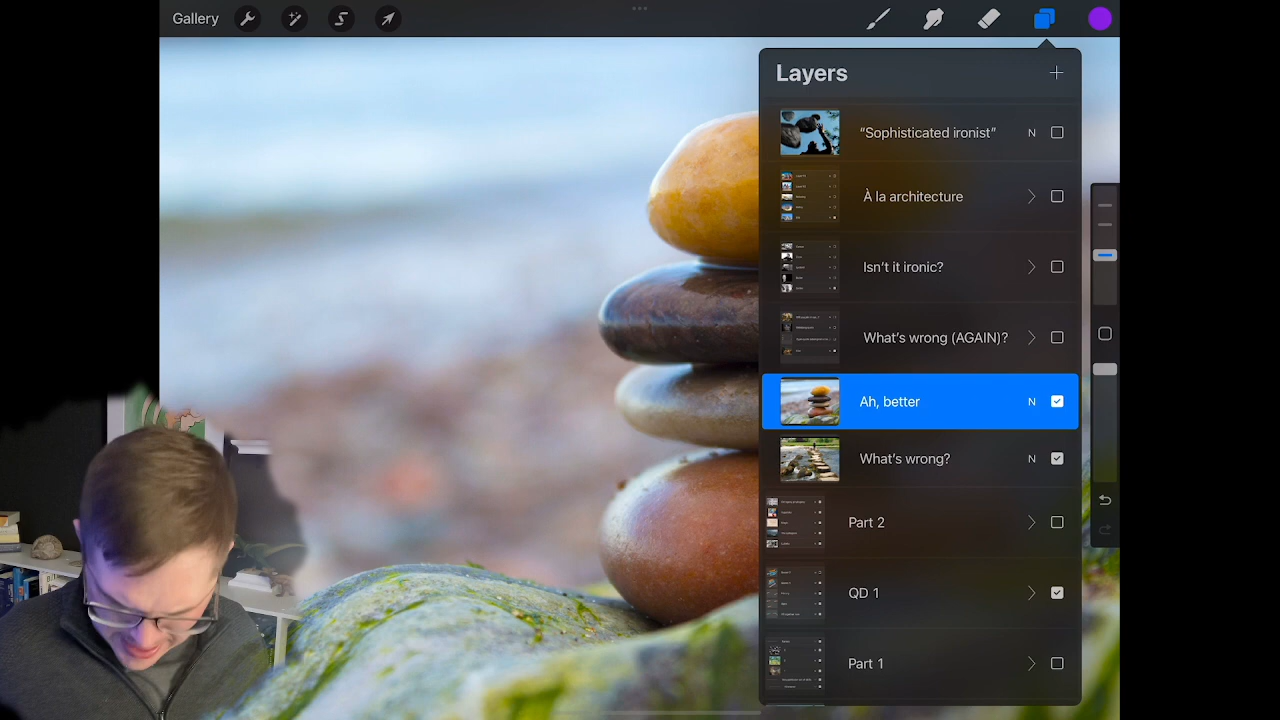 Gallery
Layers
“Sophisticated ironist”
N
À la architecture
Isn’t it ironic?
What’s wrong (AGAIN)?
Ah, better
N
What’s wrong?
N
Part 2
QD 1
Part 1